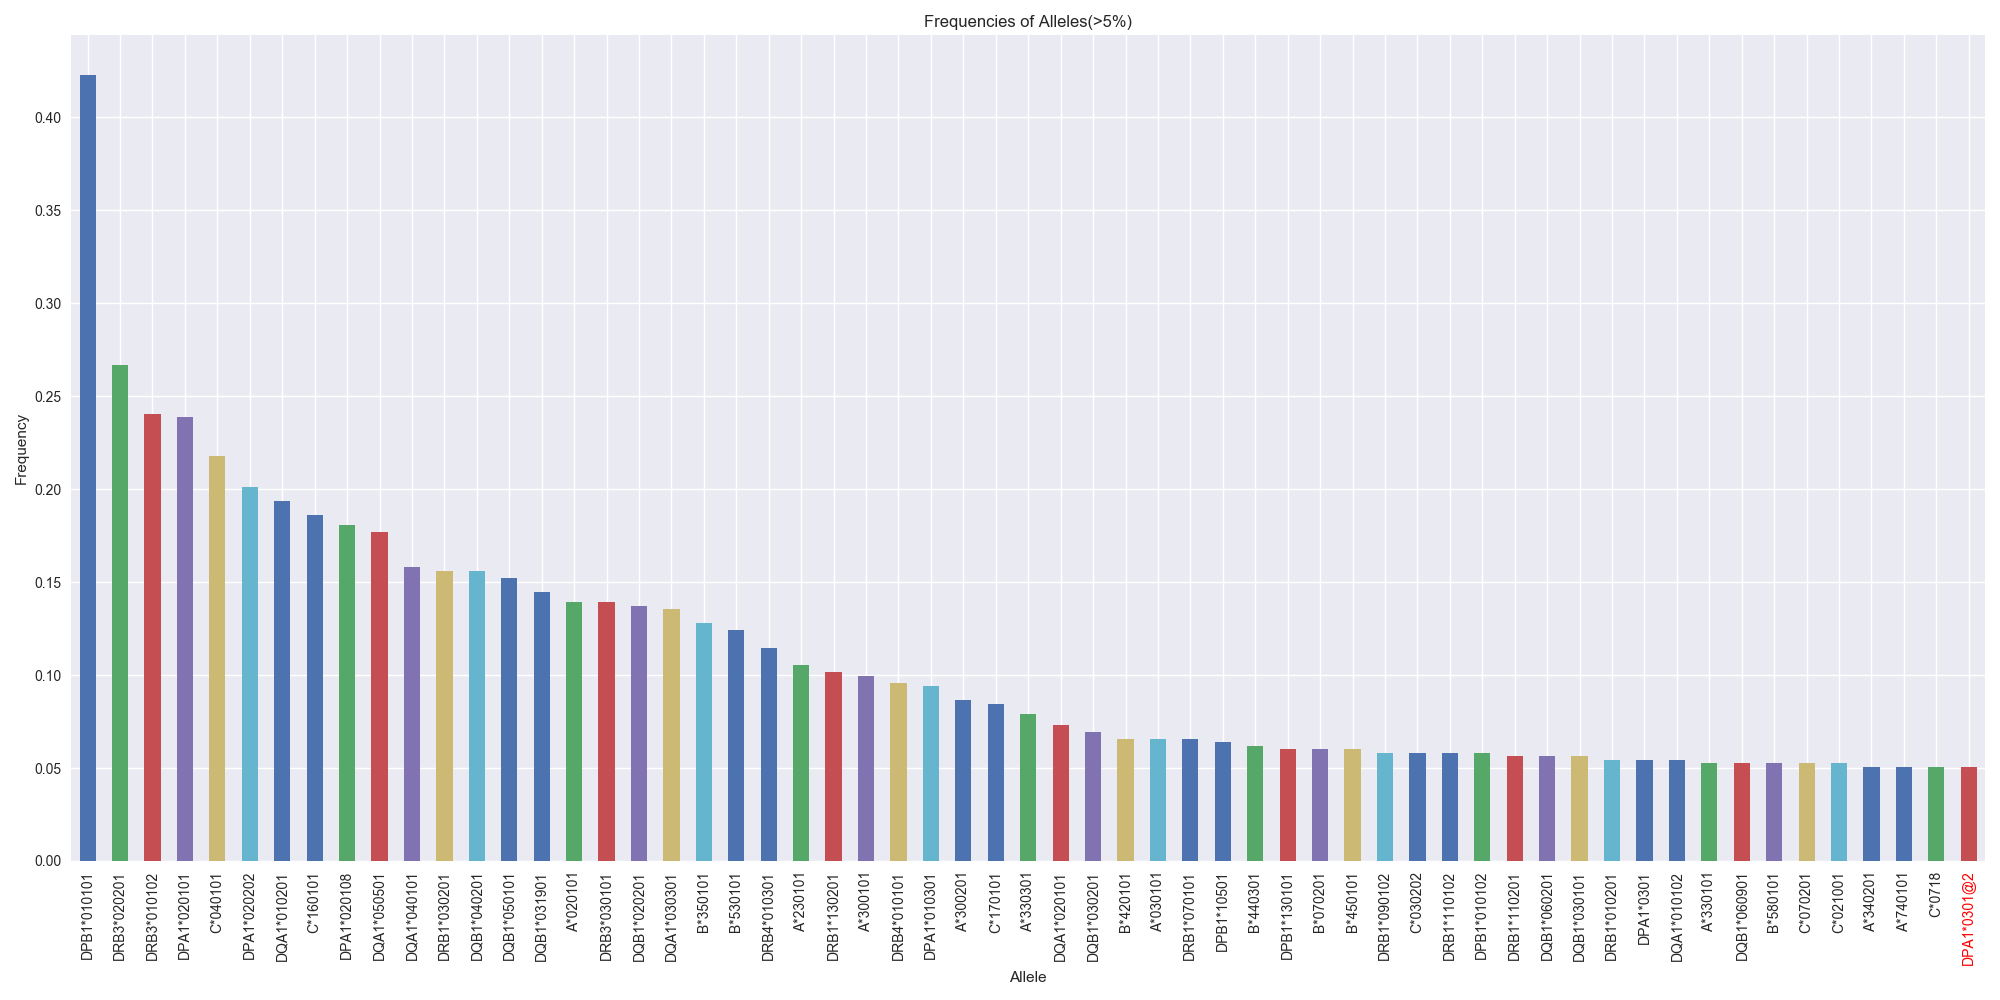 Frequencies of Alleles(>5%)
Frequency
0.40
0.35
0.30
0.25
0.20
0.15
0.10
0.05
0.00
DPB1*010101
DRB3*020201
DRB3*010102
DPA1*020101
C*040101
DPA1*020202
DQA1*010201
C*160101
DPA1*020108
DQA1*050501
DQA1*040101
DRB1*030201
DQB1*040201
DQB1*050101
DQB1*031901
A*020101
DRB3*030101
DQB1*020201
DQA1*030301
B*350101
B*530101
DRB4*010301
A*230101
DRB1*130201
A*300101
DRB4*010101
DPA1*010301
A*300201
C*170101
A*330301
DQA1*020101
DQB1*030201
B*420101
A*030101
DRB1*070101
DPB1*10501
B*440301
DPB1*130101
B*070201
B*450101
DRB1*090102
C*030202
DRB1*110102
DPB1*010102
DRB1*110201
DQB1*060201
DQB1*030101
DRB1*010201
DPA1*0301
DQA1*010102
A*330101
DQB1*060901
B*580101
C*070201
C*021001
A*340201
A*740101
C*0718
DPA1*0301@2
Allele